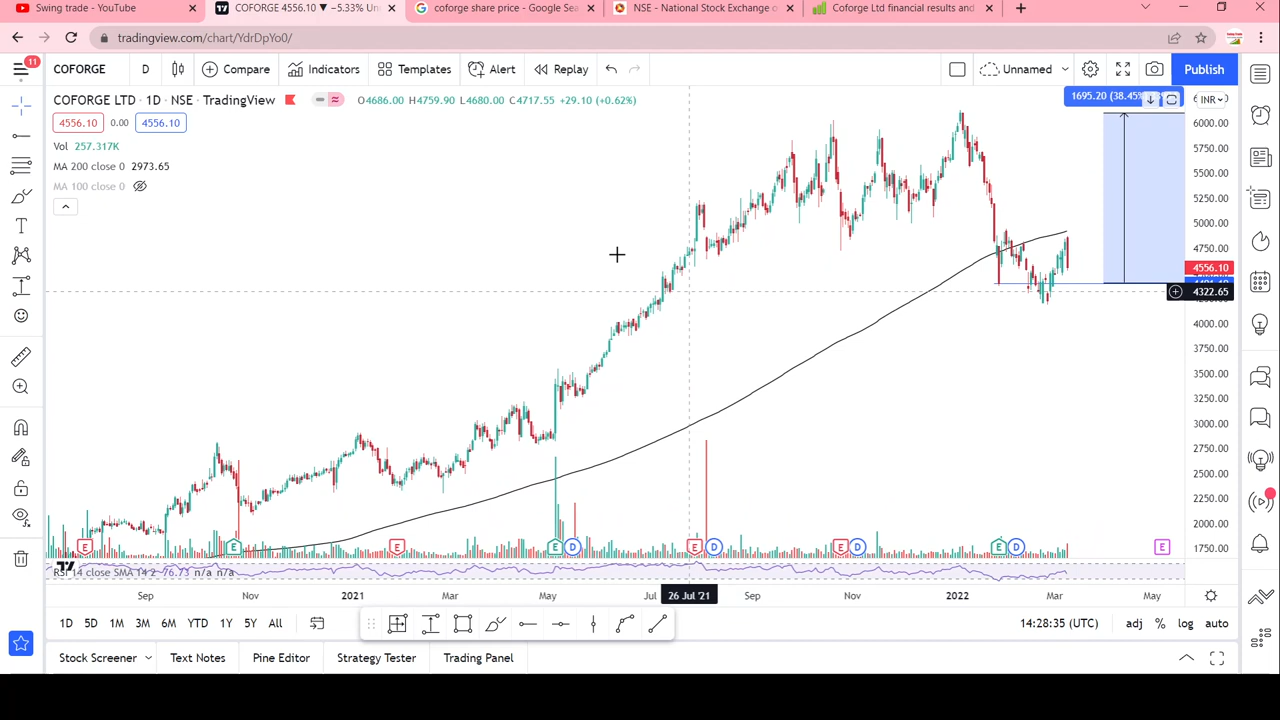 Swing trade - YouTube
COFORGE 4556.10 ▼ −5.33% Un
coforge share price - Google Sea
NSE - National Stock Exchange o
Coforge Ltd financial results and
tradingview.com/chart/YdrDpYo0/
11
COFORGE D Compare Indicators Templates Alert Replay Unnamed Publish
COFORGE LTD · 1D · NSE · TradingView O4686.00 H4759.90 L4680.00 C4717.55 +29.10 (+0.62%)
1695.20 (38.45%
INR
4556.10 0.00 4556.10
Vol 257.317K
MA 200 close 0 2973.65
MA 100 close 0
6000.00
5750.00
5500.00
5250.00
5000.00
4750.00
4556.10
4322.65
4000.00
3750.00
3500.00
3250.00
3000.00
2750.00
2500.00
2250.00
2000.00
1750.00
E E E E D E D E D E D E
RSI 14 close SMA 14 2 76.73 n/a n/a
Sep Nov 2021 Mar May Jul 26 Jul '21 Sep Nov 2022 Mar May
1D 5D 1M 3M 6M YTD 1Y 5Y All 14:28:35 (UTC) adj % log auto
Stock Screener Text Notes Pine Editor Strategy Tester Trading Panel